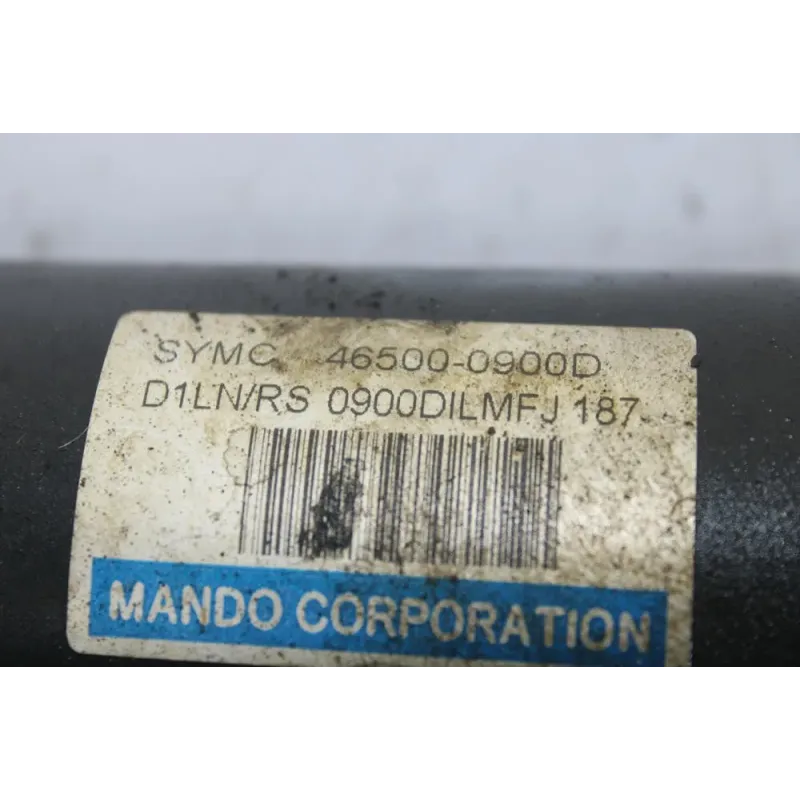 SYMC 46500-0900D
D1LN/RS 0900DILMFJ 187
MANDO CORPORATION